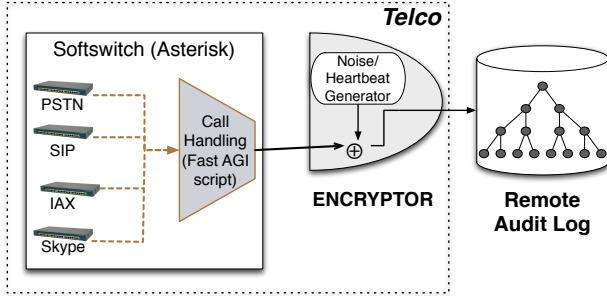 Telco
Softswitch (Asterisk)
PSTN
SIP
IAX
Skype
Call
Handling
(Fast AGI
script)
Noise/
Heartbeat
Generator
ENCRYPTOR
Remote
Audit Log